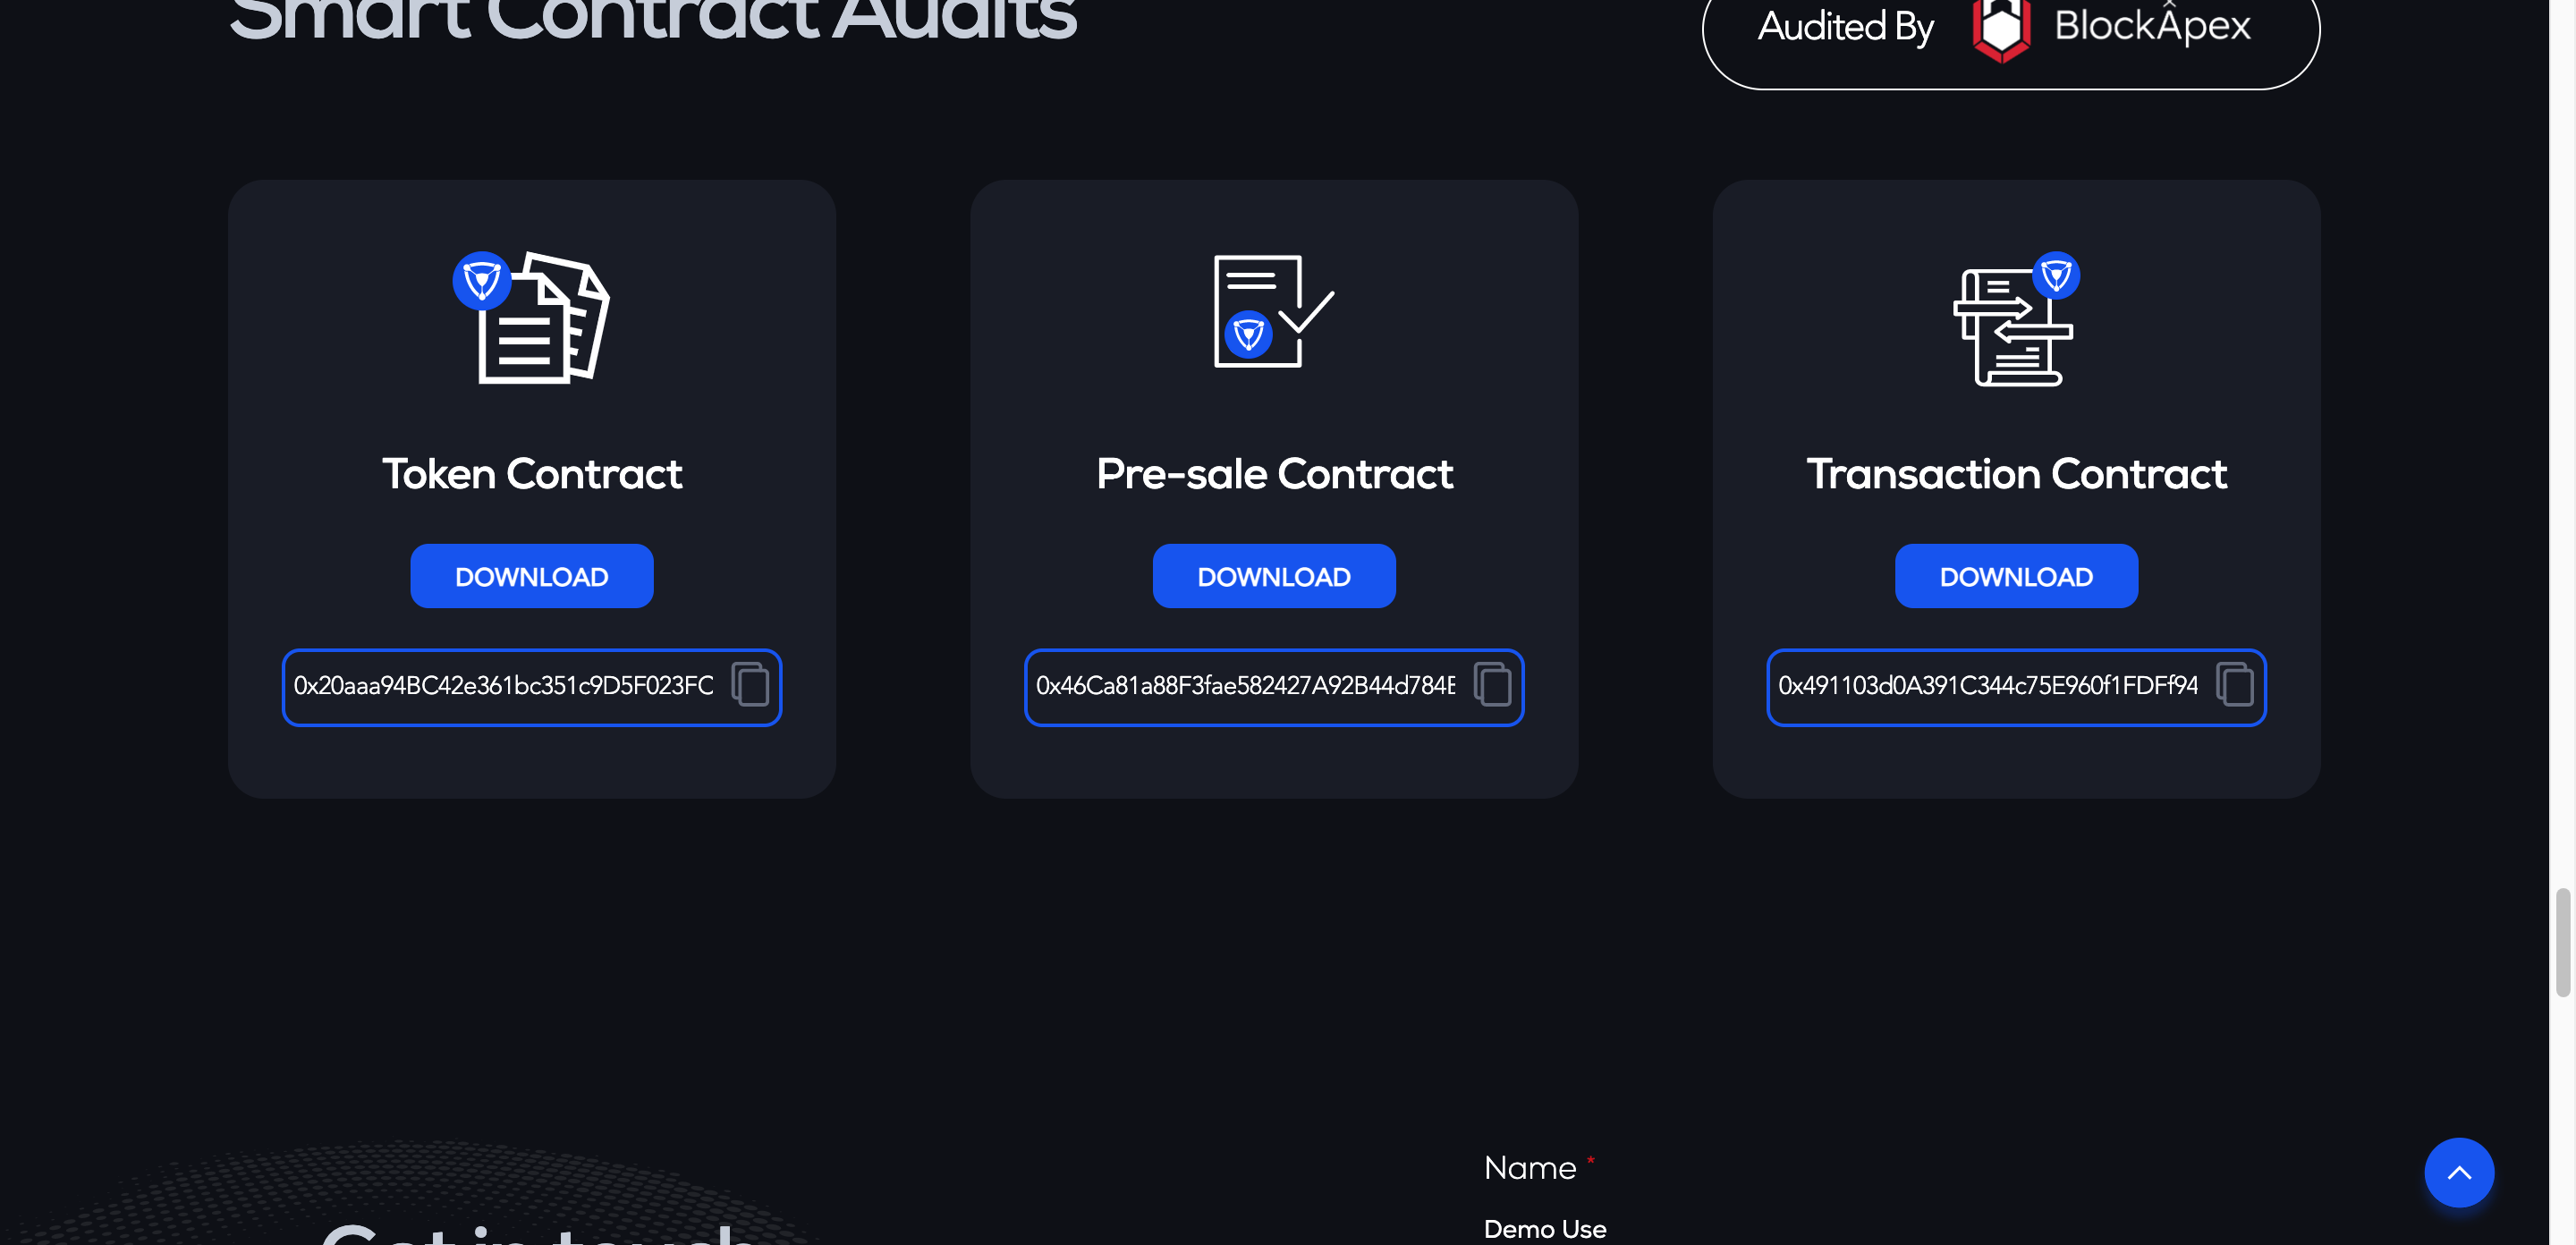 Smart Contract Audits
Audited By BlockApex
Token Contract
DOWNLOAD
0x20aaa94BC42e361bc351c9D5F023FC
Pre-sale Contract
DOWNLOAD
0x46Ca81a88F3fae582427A92B44d784E
Transaction Contract
DOWNLOAD
0x491103d0A391C344c75E960f1FDFf94
Name *
Demo Use
Get in touch